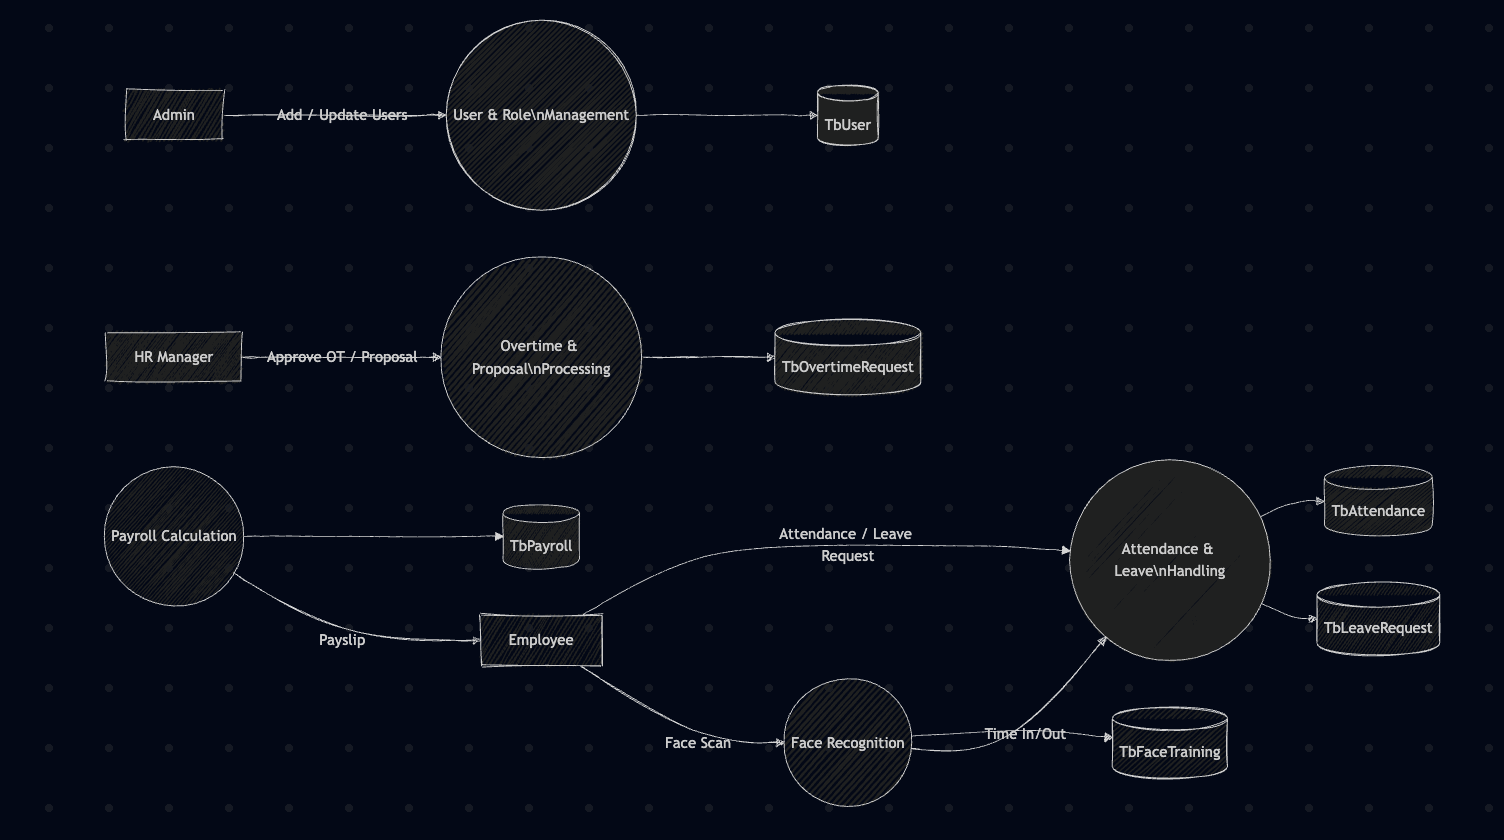 Admin
Add / Update Users
User & Role\nManagement
TbUser
HR Manager
Approve OT / Proposal
Overtime &
Proposal\nProcessing
TbOvertimeRequest
Payroll Calculation
TbPayroll
Payslip
Employee
Attendance / Leave
Request
Attendance &
Leave\nHandling
TbAttendance
TbLeaveRequest
Face Scan
Face Recognition
Time In/Out
TbFaceTraining